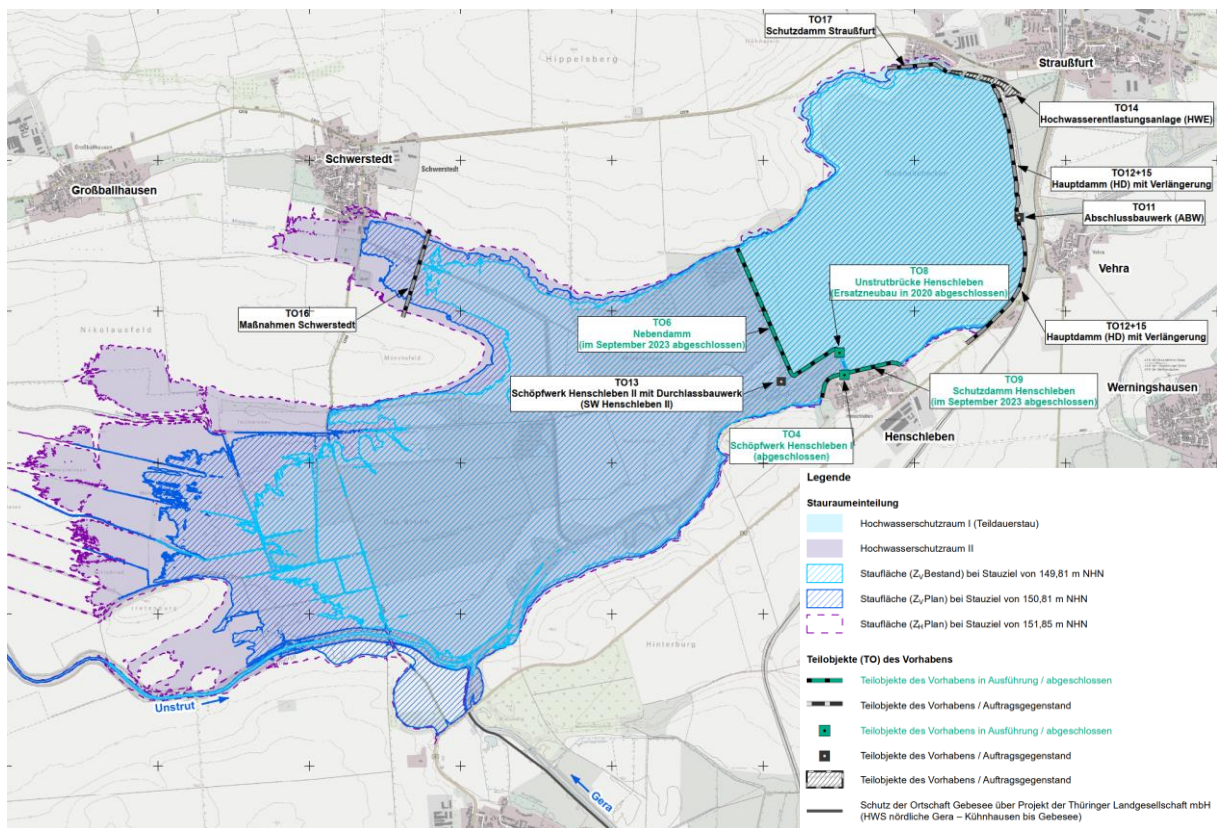 TO17
Schutzdamm Straußfurt
Hippelsberg
Straußfurt
TO14
Hochwasserentlastungsanlage (HWE)
Großballhausen
Schwerstedt
Schwerstedt
Großballhausen
TO12+15
Hauptdamm (HD) mit Verlängerung
TO11
Abschlussbauwerk (ABW)
Vehra
Vehra
TO8
Unstrutbrücke Henschleben
(Ersatzneubau in 2020 abgeschlossen)
TO16
Maßnahmen Schwerstedt
TO6
Nebendamm
(im September 2023 abgeschlossen)
TO12+15
Hauptdamm (HD) mit Verlängerung
Nikolausfeld
Münzefeld
TO13
Schöpfwerk Henschleben II mit Durchlassbauwerk
(SW Henschleben II)
TO9
Schutzdamm Henschleben
(im September 2023 abgeschlossen)
Werningshausen
TO4
Schöpfwerk Henschleben I
(abgeschlossen)
Henschleben
Henschleben
Hinterburg
Unstrut
Gera
Legende
Stauraumeinteilung
Hochwasserschutzraum I (Teildauerstau)
Hochwasserschutzraum II
Staufläche (ZVBestand) bei Stauziel von 149,81 m NHN
Staufläche (ZVPlan) bei Stauziel von 150,81 m NHN
Staufläche (ZHPlan) bei Stauziel von 151,85 m NHN
Teilobjekte (TO) des Vorhabens
Teilobjekte des Vorhabens in Ausführung / abgeschlossen
Teilobjekte des Vorhabens / Auftragsgegenstand
Teilobjekte des Vorhabens in Ausführung / abgeschlossen
Teilobjekte des Vorhabens / Auftragsgegenstand
Teilobjekte des Vorhabens / Auftragsgegenstand
Schutz der Ortschaft Gebesee über Projekt der Thüringer Landgesellschaft mbH
(HWS nördliche Gera – Kühnhausen bis Gebesee)